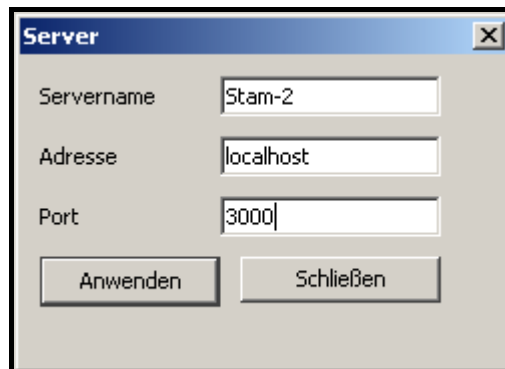 Server
Servername Stam-2
Adresse localhost
Port 3000
Anwenden Schließen